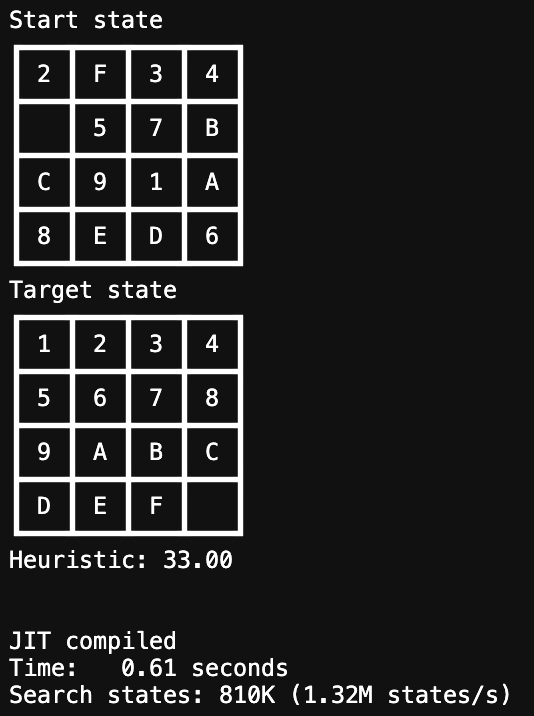 Start state
2 F 3 4
5 7 B
C 9 1 A
8 E D 6
Target state
1 2 3 4
5 6 7 8
9 A B C
D E F
Heuristic: 33.00
JIT compiled
Time:   0.61 seconds
Search states: 810K (1.32M states/s)